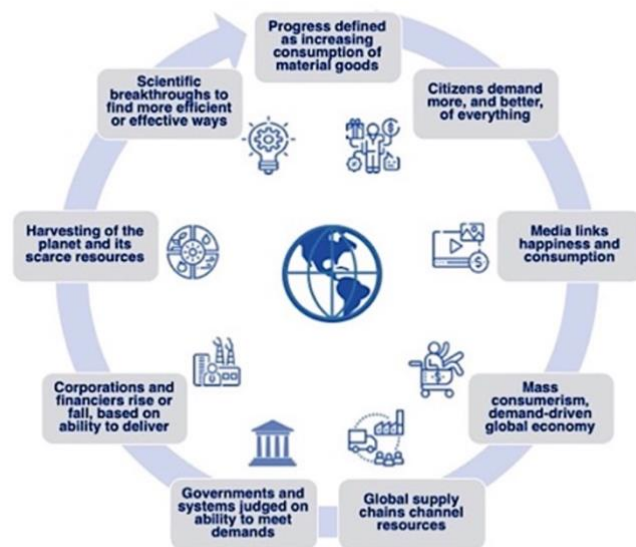 Progress defined
as increasing
consumption of
material goods
Citizens demand
more, and better,
of everything
Media links
happiness and
consumption
Mass
consumerism,
demand-driven
global economy
Global supply
chains channel
resources
Governments and
systems judged on
ability to meet
demands
Corporations and
financiers rise or
fall, based on
ability to deliver
Harvesting of the
planet and its
scarce resources
Scientific
breakthroughs to
find more efficient
or effective ways